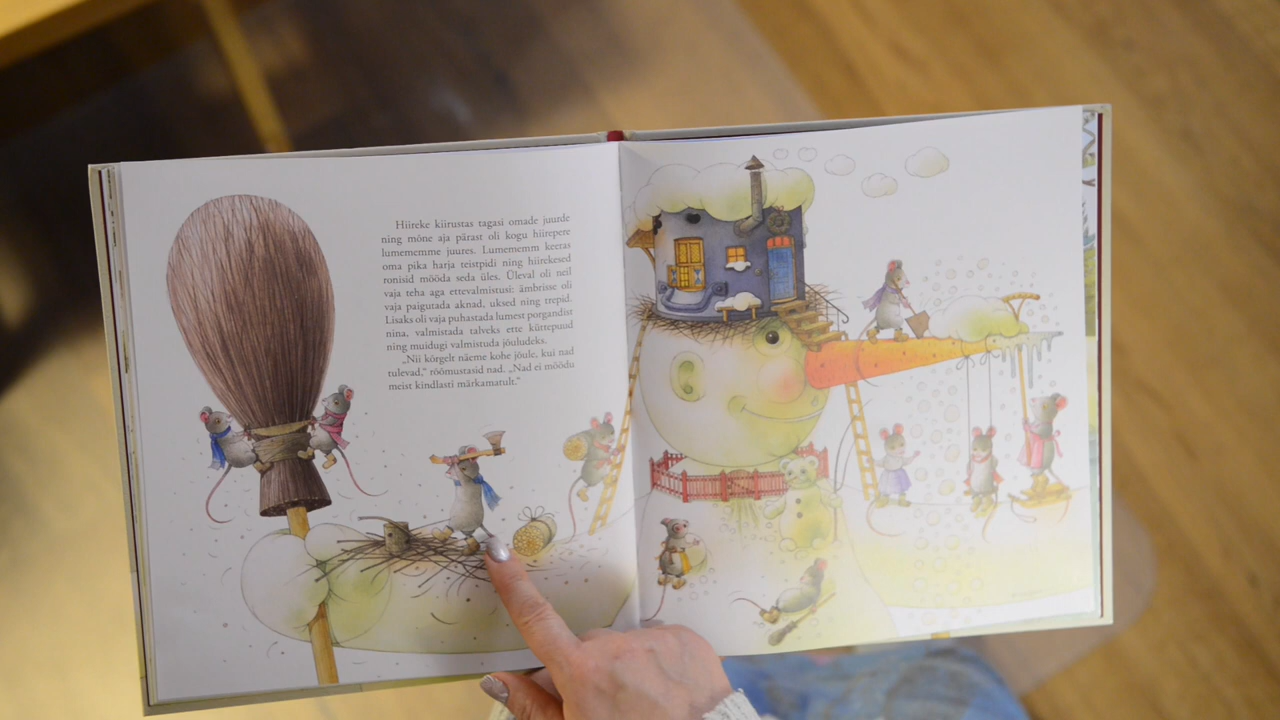 Hiireke kiirustas tagasi omade juurde
ning mõne aja pärast oli kogu hiirepere
lumememme juures. Lumememm keetas
oma pika harja teistpidi ning hiirekesed
ronisid mööda seda üles. Üleval oli neil
vaja teha aga ettevalmistusi: ämbrisse oli
vaja paigutada aknad, uksed ning trepid.
Lisaks oli vaja puhastada lumest porgandist
nina, valmistada talveks ette küttepuud
ning muidugi valmistuda jõuludeks.
„Nii kõrgelt näeme kohe jõule, kui nad
tulevad,“ rõõmustasid nad. „Nad ei möödu
meist kindlasti märkamatult.“